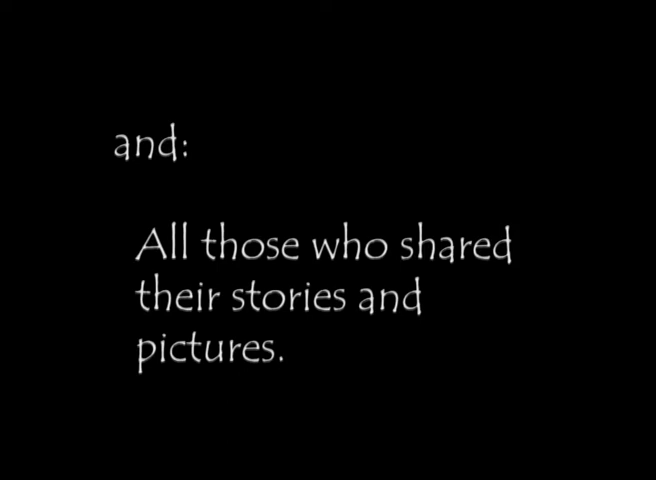 and:
All those who shared
their stories and
pictures.